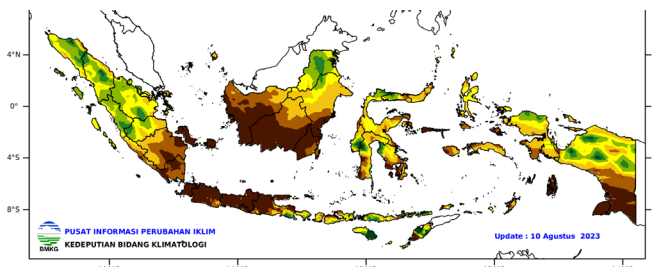 4°N
0°
4°S
8°S
PUSAT INFORMASI PERUBAHAN IKLIM
KEDEPUTIAN BIDANG KLIMATOLOGI
BMKG
Update : 10 Agustus 2023